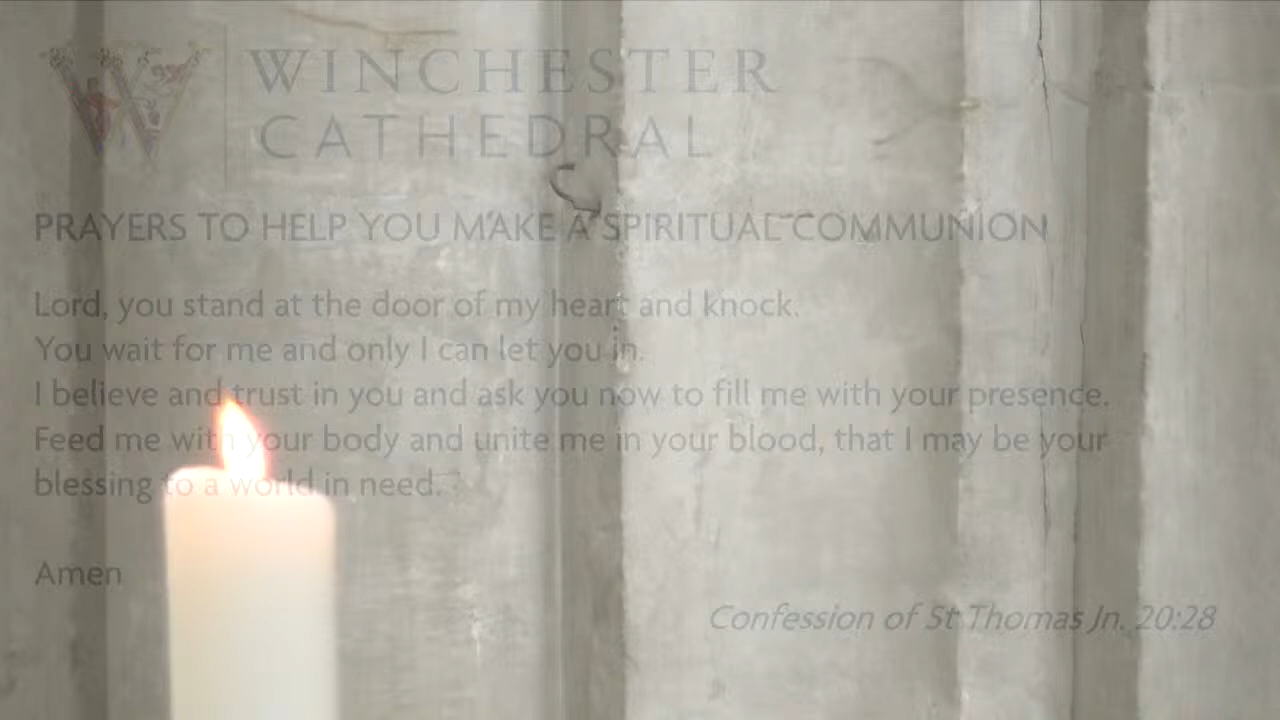 WINCHESTER
CATHEDRAL
PRAYERS TO HELP YOU MAKE A SPIRITUAL COMMUNION
Lord, you stand at the door of my heart and knock.
You wait for me and only I can let you in.
I believe and trust in you and ask you now to fill me with your presence.
Feed me with your body and unite me in your blood, that I may be your
blessing to a world in need.
Amen
Confession of St Thomas Jn. 20:28